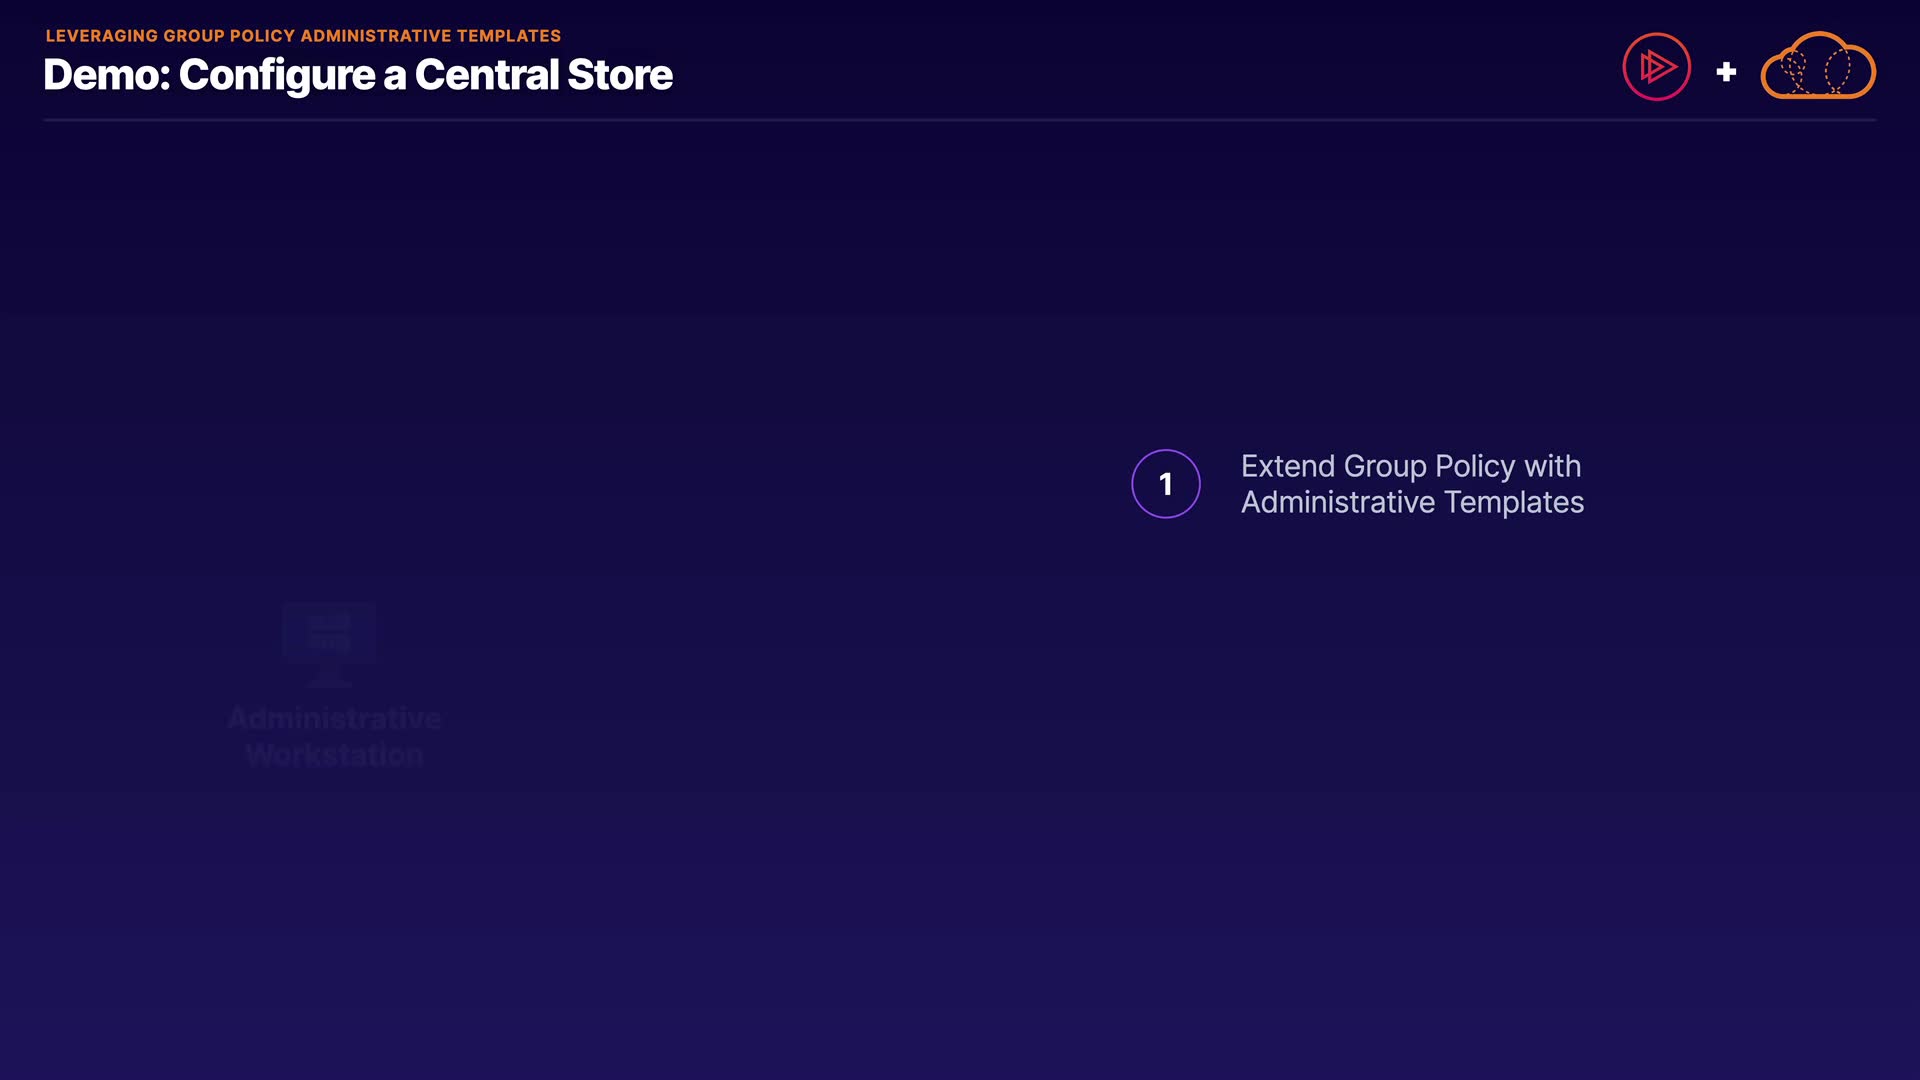 LEVERAGING GROUP POLICY ADMINISTRATIVE TEMPLATES
Demo: Configure a Central Store
+
1
Extend Group Policy with
Administrative Templates
Administrative
Workstation